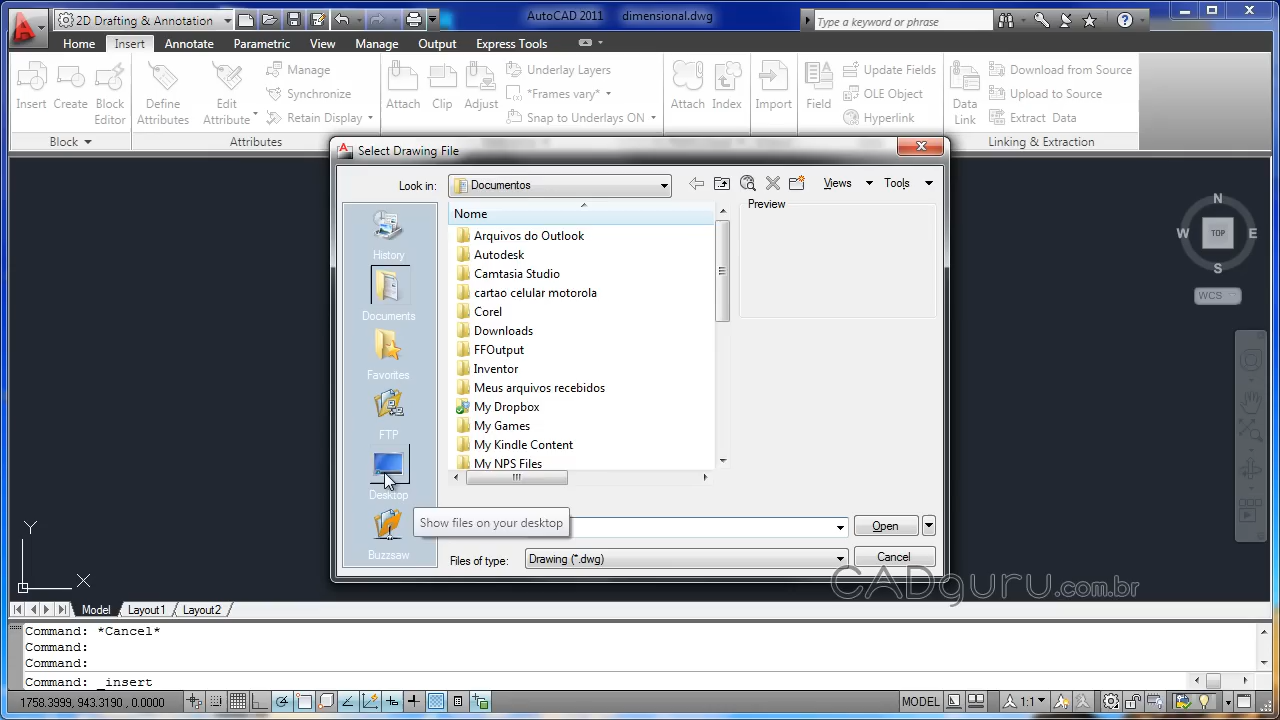 2D Drafting & Annotation
AutoCAD 2011 dimensional.dwg
Type a keyword or phrase
Home Insert Annotate Parametric View Manage Output Express Tools
Insert
Create
Block
Editor
Block
Define
Attributes
Edit
Attribute
Manage
Synchronize
Attributes
Attach
Clip
Adjust
Underlay Layers
*Frames vary*
Snap to Underlays ON
Attach
Index
Import
Field
Update Fields
OLE Object
Hyperlink
Data
Link
Download from Source
Upload to Source
Extract Data
Linking & Extraction
Select Drawing File
Look in:
Documentos
Views
Tools
History
Documents
Favorites
FTP
Desktop
Buzzsaw
Nome
Arquivos do Outlook
Autodesk
Camtasia Studio
cartao celular motorola
Corel
Downloads
FFOutput
Inventor
Meus arquivos recebidos
My Dropbox
My Games
My Kindle Content
My NPS Files
Preview
Show files on your desktop
Open
Files of type:
Drawing (*.dwg)
Cancel
N
W TOP E
S
WCS
Y
X
CADguru.com.br
Model Layout1 Layout2
Command: *Cancel*
Command:
Command:
Command: _insert
1758.3999, 943.3190, 0.0000
MODEL
1:1